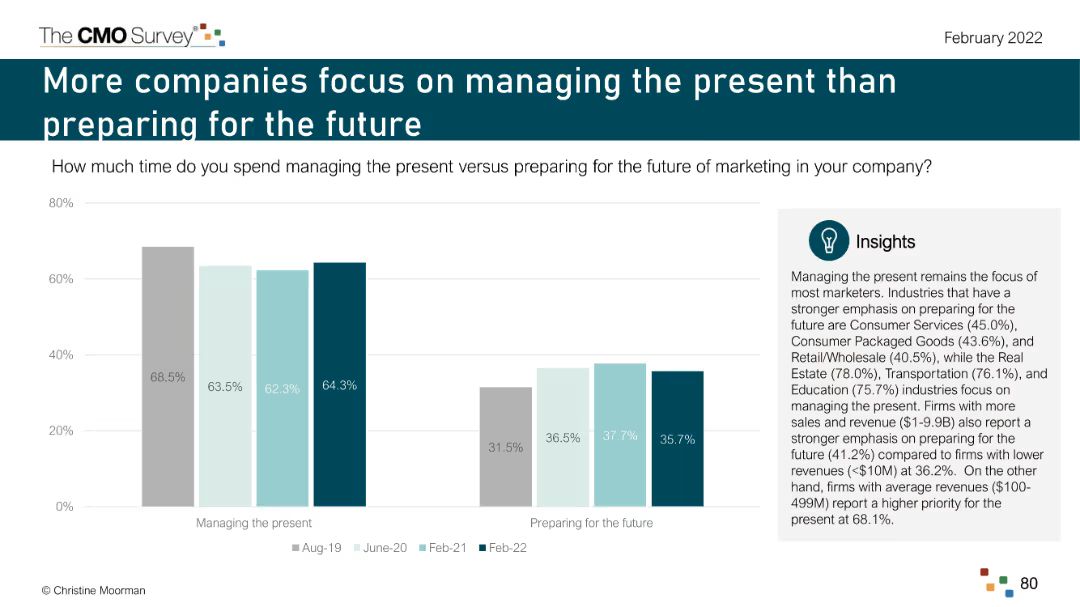 The CMO Survey®
February 2022
More companies focus on managing the present than
preparing for the future
How much time do you spend managing the present versus preparing for the future of marketing in your company?
80%
60%
40%
20%
0%
68.5%
63.5%
62.3%
64.3%
31.5%
36.5%
37.7%
35.7%
Managing the present
Preparing for the future
Aug-19 June-20 Feb-21 Feb-22
Insights
Managing the present remains the focus of
most marketers. Industries that have a
stronger emphasis on preparing for the
future are Consumer Services (45.0%),
Consumer Packaged Goods (43.6%), and
Retail/Wholesale (40.5%), while the Real
Estate (78.0%), Transportation (76.1%), and
Education (75.7%) industries focus on
managing the present. Firms with more
sales and revenue ($1-9.9B) also report a
stronger emphasis on preparing for the
future (41.2%) compared to firms with lower
revenues (<$10M) at 36.2%. On the other
hand, firms with average revenues ($100-
499M) report a higher priority for the
present at 68.1%.
© Christine Moorman
80